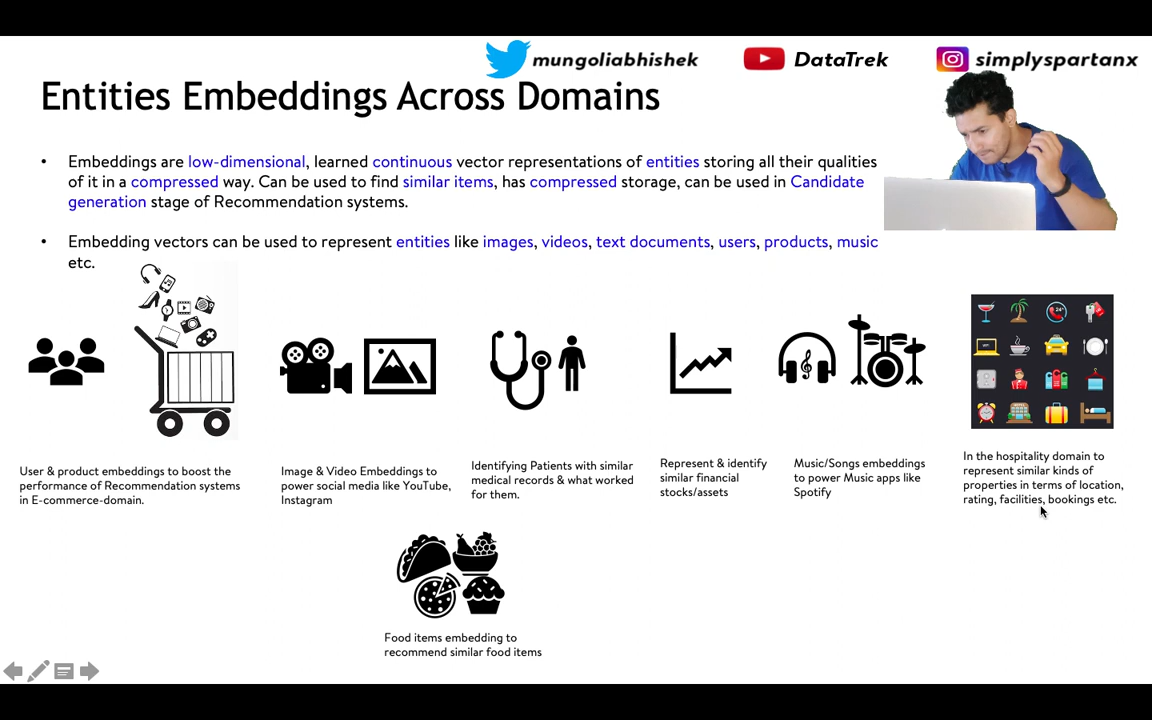 mungoliabhishek
DataTrek
simplyspartanx
Entities Embeddings Across Domains
• Embeddings are low-dimensional, learned continuous vector representations of entities storing all their qualities
of it in a compressed way. Can be used to find similar items, has compressed storage, can be used in Candidate
generation stage of Recommendation systems.
• Embedding vectors can be used to represent entities like images, videos, text documents, users, products, music
etc.
User & product embeddings to boost the
performance of Recommendation systems
in E-commerce-domain.
Image & Video Embeddings to
power social media like YouTube,
Instagram
Identifying Patients with similar
medical records & what worked
for them.
Represent & identify
similar financial
stocks/assets
Music/Songs embeddings
to power Music apps like
Spotify
In the hospitality domain to
represent similar kinds of
properties in terms of location,
rating, facilities, bookings etc.
Food items embedding to
recommend similar food items